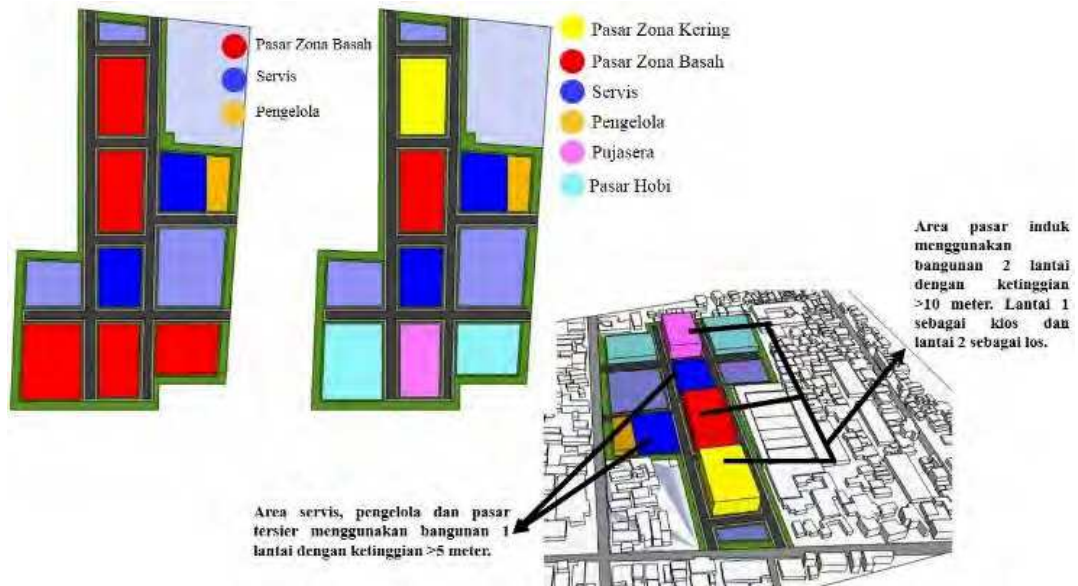 Pasar Zona Basah
Servis
Pengelola
Pasar Zona Kering
Pasar Zona Basah
Servis
Pengelola
Pujasera
Pasar Hobi
Area pasar induk
menggunakan
bangunan 2 lantai
dengan ketinggian
>10 meter. Lantai 1
sebagai kios dan
lantai 2 sebagai los.
Area servis, pengelola dan pasar
tersier menggunakan bangunan 1
lantai dengan ketinggian >5 meter.